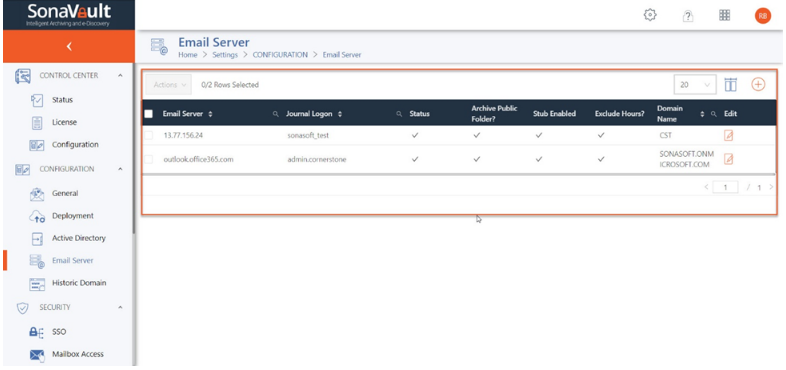 SonaVault
Intelligent Archiving and e-Discovery
RB
Email Server
Home > Settings > CONFIGURATION > Email Server
CONTROL CENTER
Status
License
Configuration
CONFIGURATION
General
Deployment
Active Directory
Email Server
Historic Domain
SECURITY
SSO
Mailbox Access
Actions
0/2 Rows Selected
20
Email Server
Journal Logon
Status
Archive Public
Folder?
Stub Enabled
Exclude Hours?
Domain
Name
Edit
13.77.156.24
sonasoft_test
CST
outlook.office365.com
admin.cornerstone
SONASOFT.ONM
ICROSOFT.COM
< 1 / 1 >